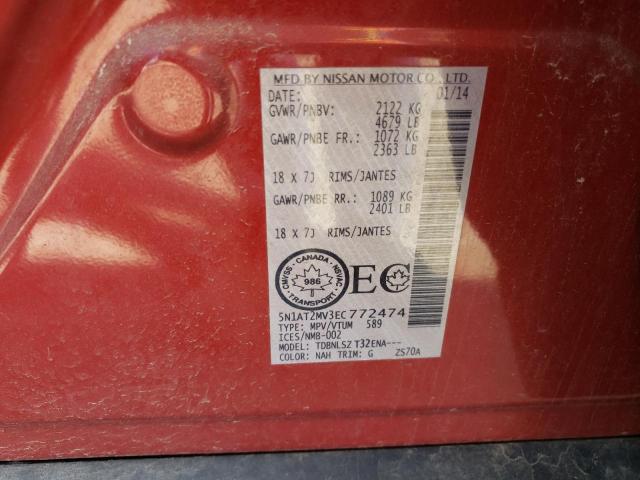 MFD BY NISSAN MOTOR CO., LTD.
DATE: 01/14
GVWR/PNBV: 2122 KG
4679 LB
GAWR/PNBE FR.: 1072 KG
2363 LB
18 X 7J RIMS/JANTES
GAWR/PNBE RR.: 1089 KG
2401 LB
18 X 7J RIMS/JANTES
CMVSS · CANADA · NSVAC
986
TRANSPORT
EC
5N1AT2MV3EC772474
TYPE: MPV/VTUM 589
ICES/NMB-002
MODEL: TDBNLSZ T32ENA---
COLOR: NAH TRIM: G ZS70A